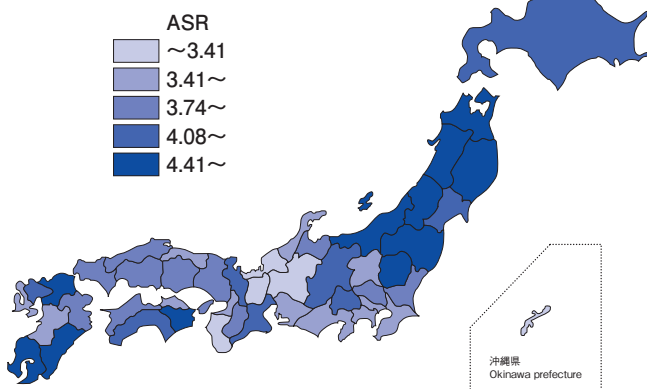 ASR
～3.41
3.41～
3.74～
4.08～
4.41～
沖縄県
Okinawa prefecture